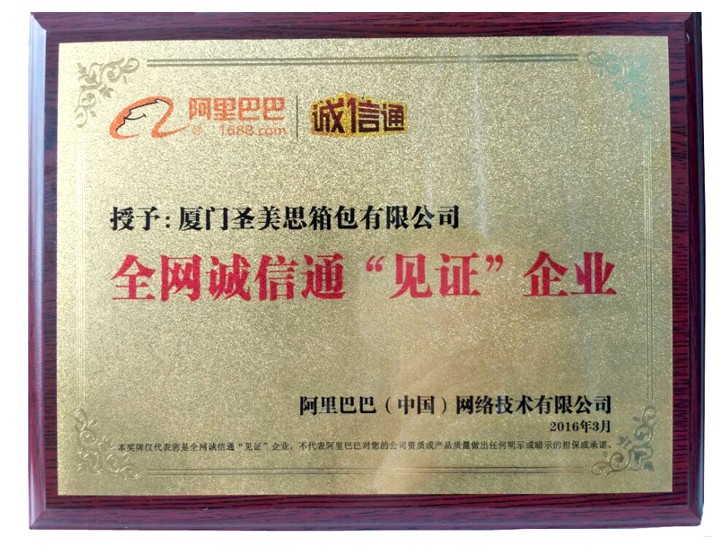 阿里巴巴 诚信通
1688.com
授予：厦门圣美思箱包有限公司
全网诚信通“见证”企业
阿里巴巴（中国）网络技术有限公司
2016年3月
本奖牌仅代表您是全网诚信通“见证”企业，不代表阿里巴巴对您的公司资质或产品质量做出任何明示或暗示的担保或承诺。